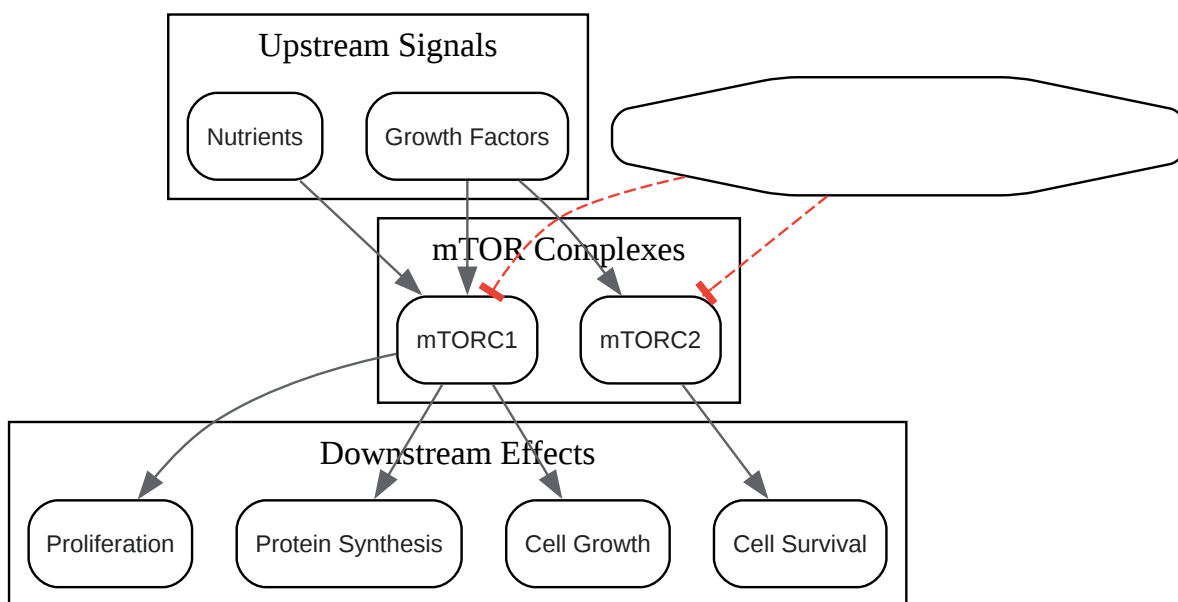 Upstream Signals
Nutrients
Growth Factors
mTOR Complexes
mTORC1
mTORC2
Downstream Effects
Proliferation
Protein Synthesis
Cell Growth
Cell Survival